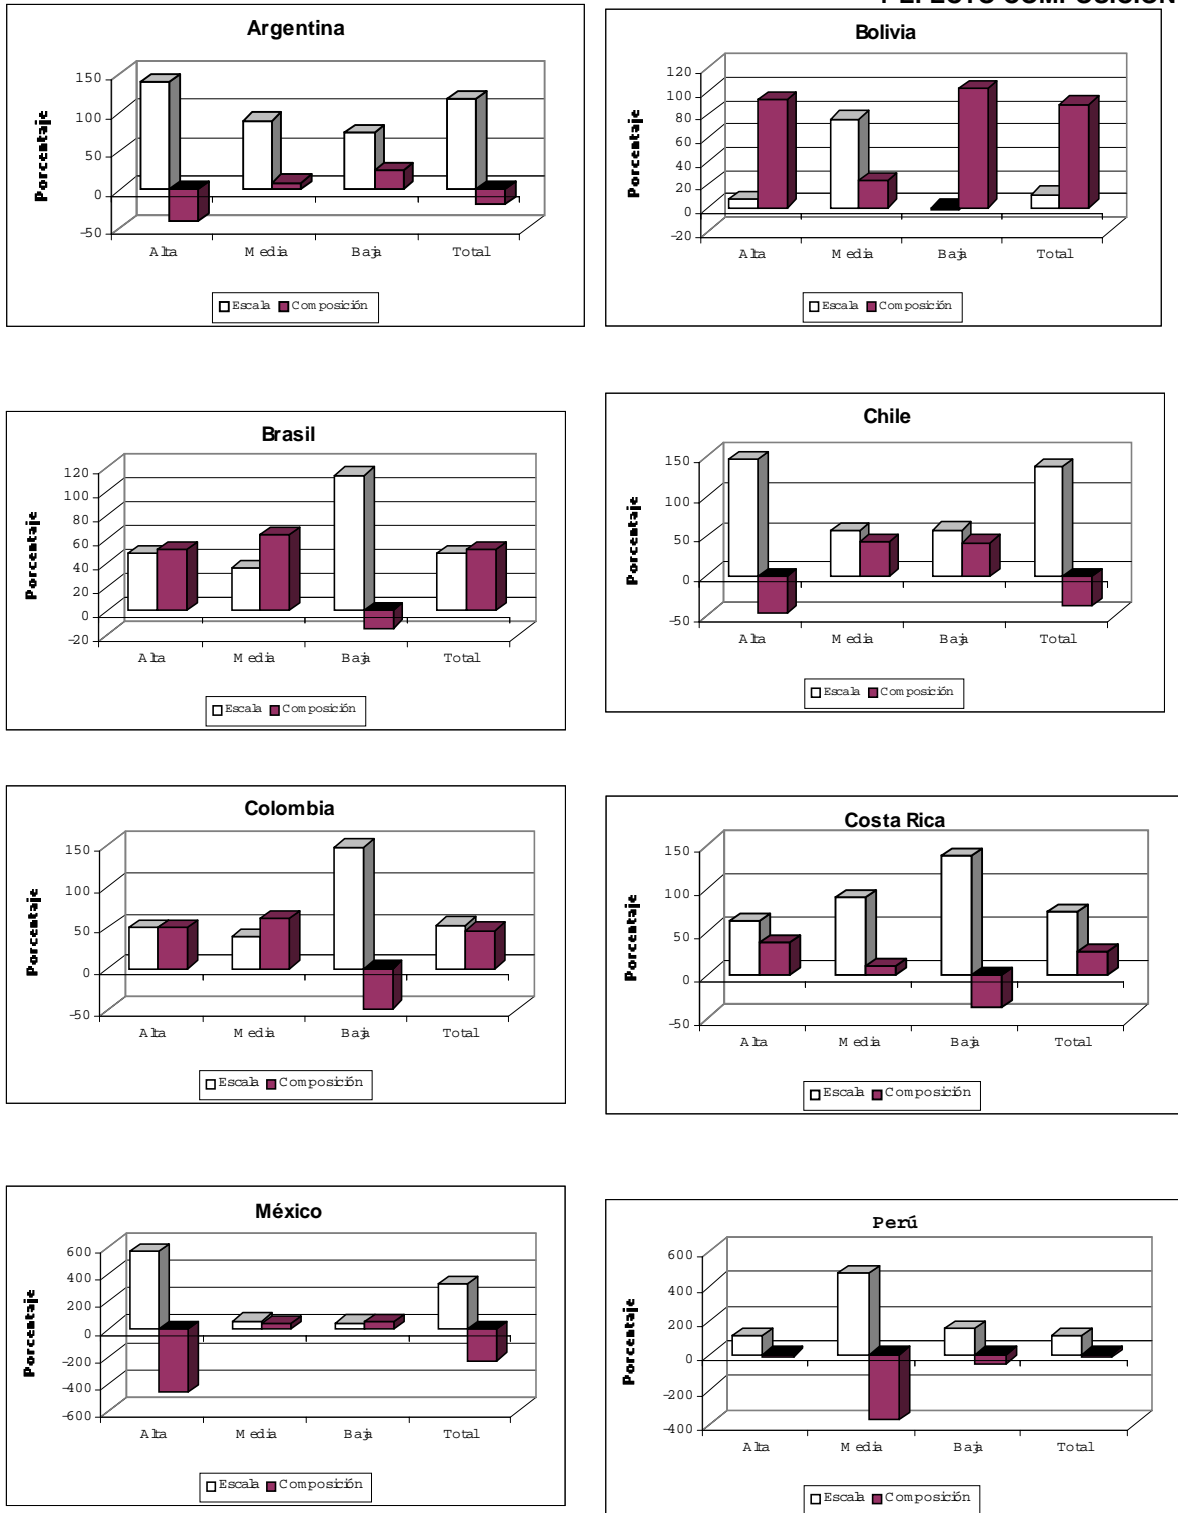 Y EFECTO COMPOSICIÓN
Argentina
Porcentaje
150
100
50
0
-50
Alta Media Baja Total
Escala Composición
Bolivia
Porcentaje
120
100
80
60
40
20
0
-20
Alta Media Baja Total
Escala Composición
Brasil
Porcentaje
120
100
80
60
40
20
0
-20
Alta Media Baja Total
Escala Composición
Chile
Porcentaje
150
100
50
0
-50
Alta Media Baja Total
Escala Composición
Colombia
Porcentaje
150
100
50
0
-50
Alta Media Baja Total
Escala Composición
Costa Rica
Porcentaje
150
100
50
0
-50
Alta Media Baja Total
Escala Composición
México
Porcentaje
600
400
200
0
-200
-400
-600
Alta Media Baja Total
Escala Composición
Perú
Porcentaje
600
400
200
0
-200
-400
Alta Media Baja Total
Escala Composición